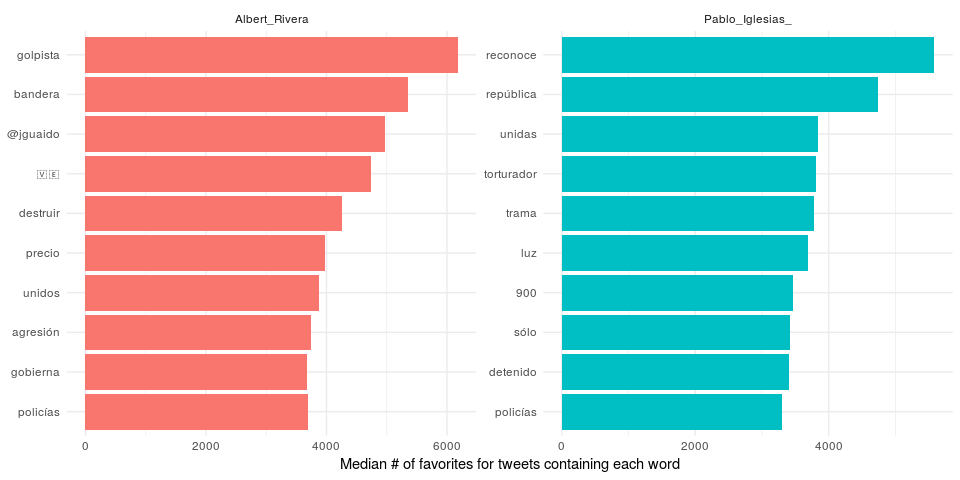 Albert_Rivera
golpista
bandera
@jguaido
🇻🇪
destruir
precio
unidos
agresión
gobierna
policías
0 2000 4000 6000
Pablo_Iglesias_
reconoce
república
unidas
torturador
trama
luz
900
sólo
detenido
policías
0 2000 4000
Median # of favorites for tweets containing each word